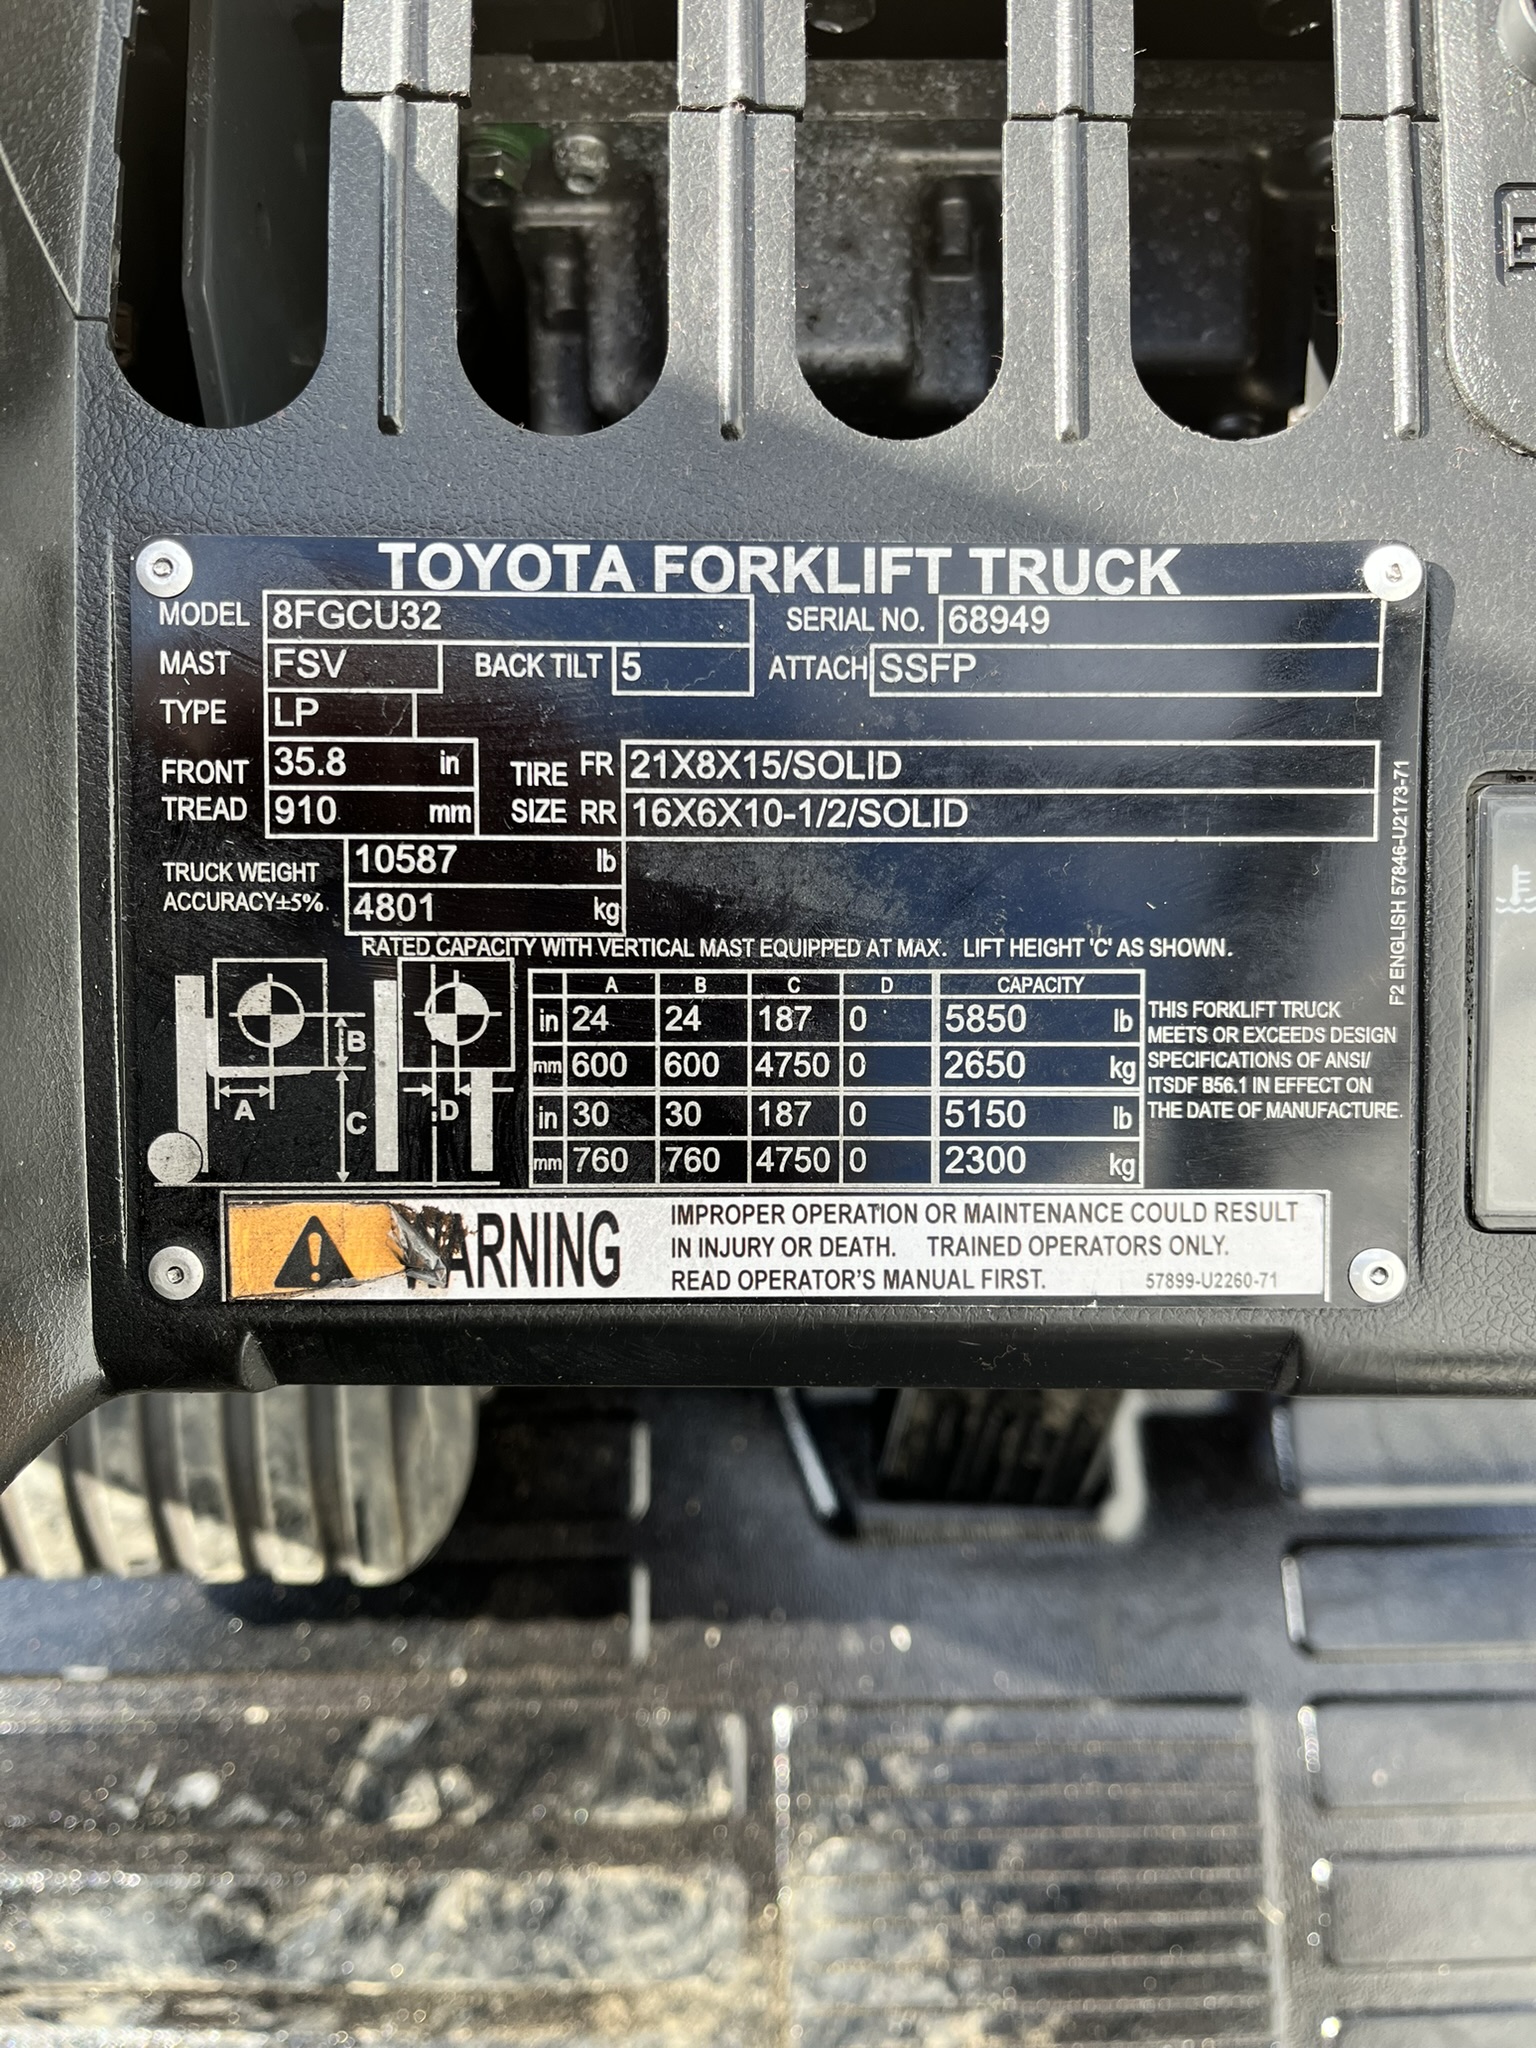 TOYOTA FORKLIFT TRUCK
MODEL 8FGCU32 SERIAL NO. 68949
MAST FSV BACK TILT 5 ATTACH SSFP
TYPE LP
FRONT TREAD 35.8 in TIRE SIZE FR 21X8X15/SOLID
910 mm RR 16X6X10-1/2/SOLID
TRUCK WEIGHT 10587 lb
ACCURACY±5% 4801 kg
RATED CAPACITY WITH VERTICAL MAST EQUIPPED AT MAX. LIFT HEIGHT 'C' AS SHOWN.
A B C D CAPACITY
in 24 24 187 0 5850 lb
mm 600 600 4750 0 2650 kg
in 30 30 187 0 5150 lb
mm 760 760 4750 0 2300 kg
A B C D
THIS FORKLIFT TRUCK
MEETS OR EXCEEDS DESIGN
SPECIFICATIONS OF ANSI/
ITSDF B56.1 IN EFFECT ON
THE DATE OF MANUFACTURE.
F2 ENGLISH 57846-U2173-71
WARNING
IMPROPER OPERATION OR MAINTENANCE COULD RESULT
IN INJURY OR DEATH. TRAINED OPERATORS ONLY.
READ OPERATOR'S MANUAL FIRST. 57899-U2260-71